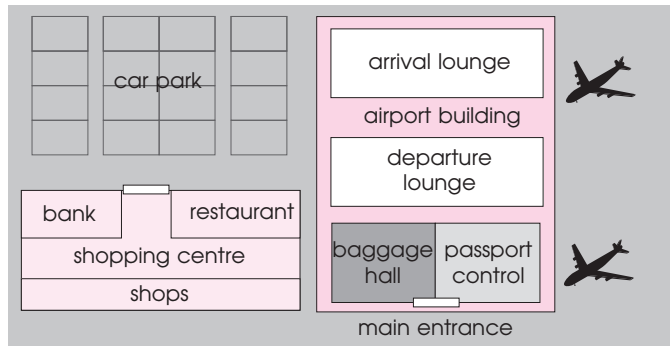 car park
arrival lounge
airport building
departure
lounge
bank
restaurant
shopping centre
shops
baggage
hall
passport
control
main entrance